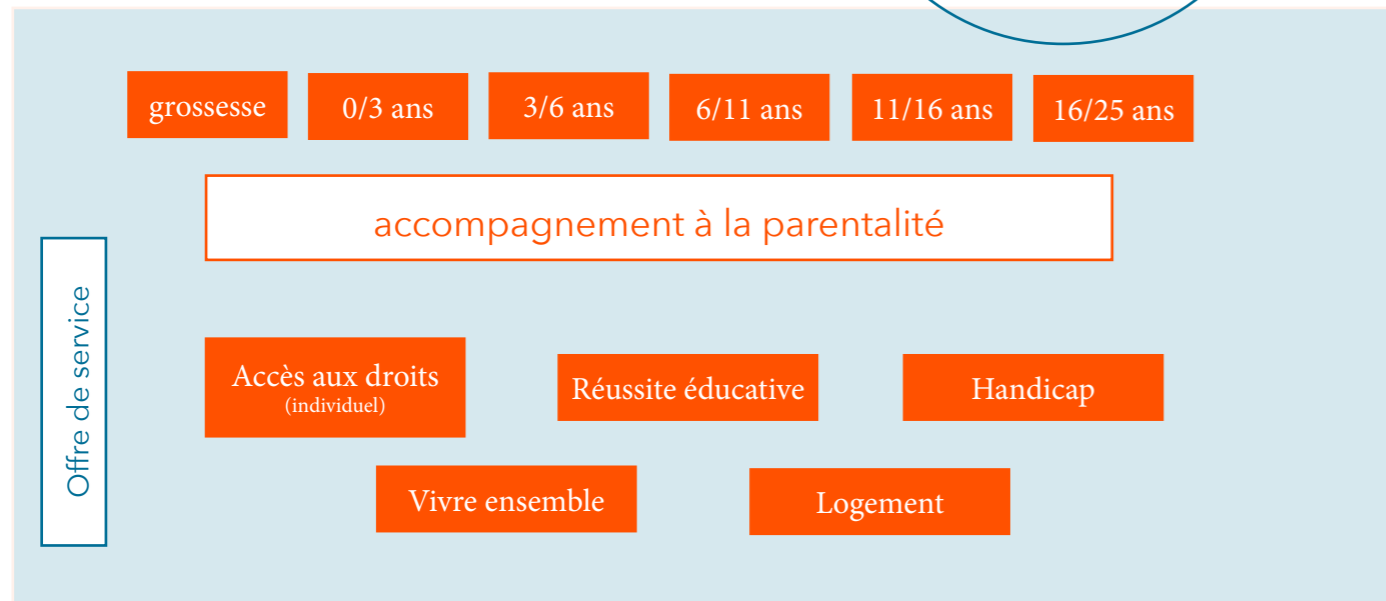 grossesse
0/3 ans
3/6 ans
6/11 ans
11/16 ans
16/25 ans
accompagnement à la parentalité
Offre de service
Accès aux droits
(individuel)
Réussite éducative
Handicap
Vivre ensemble
Logement